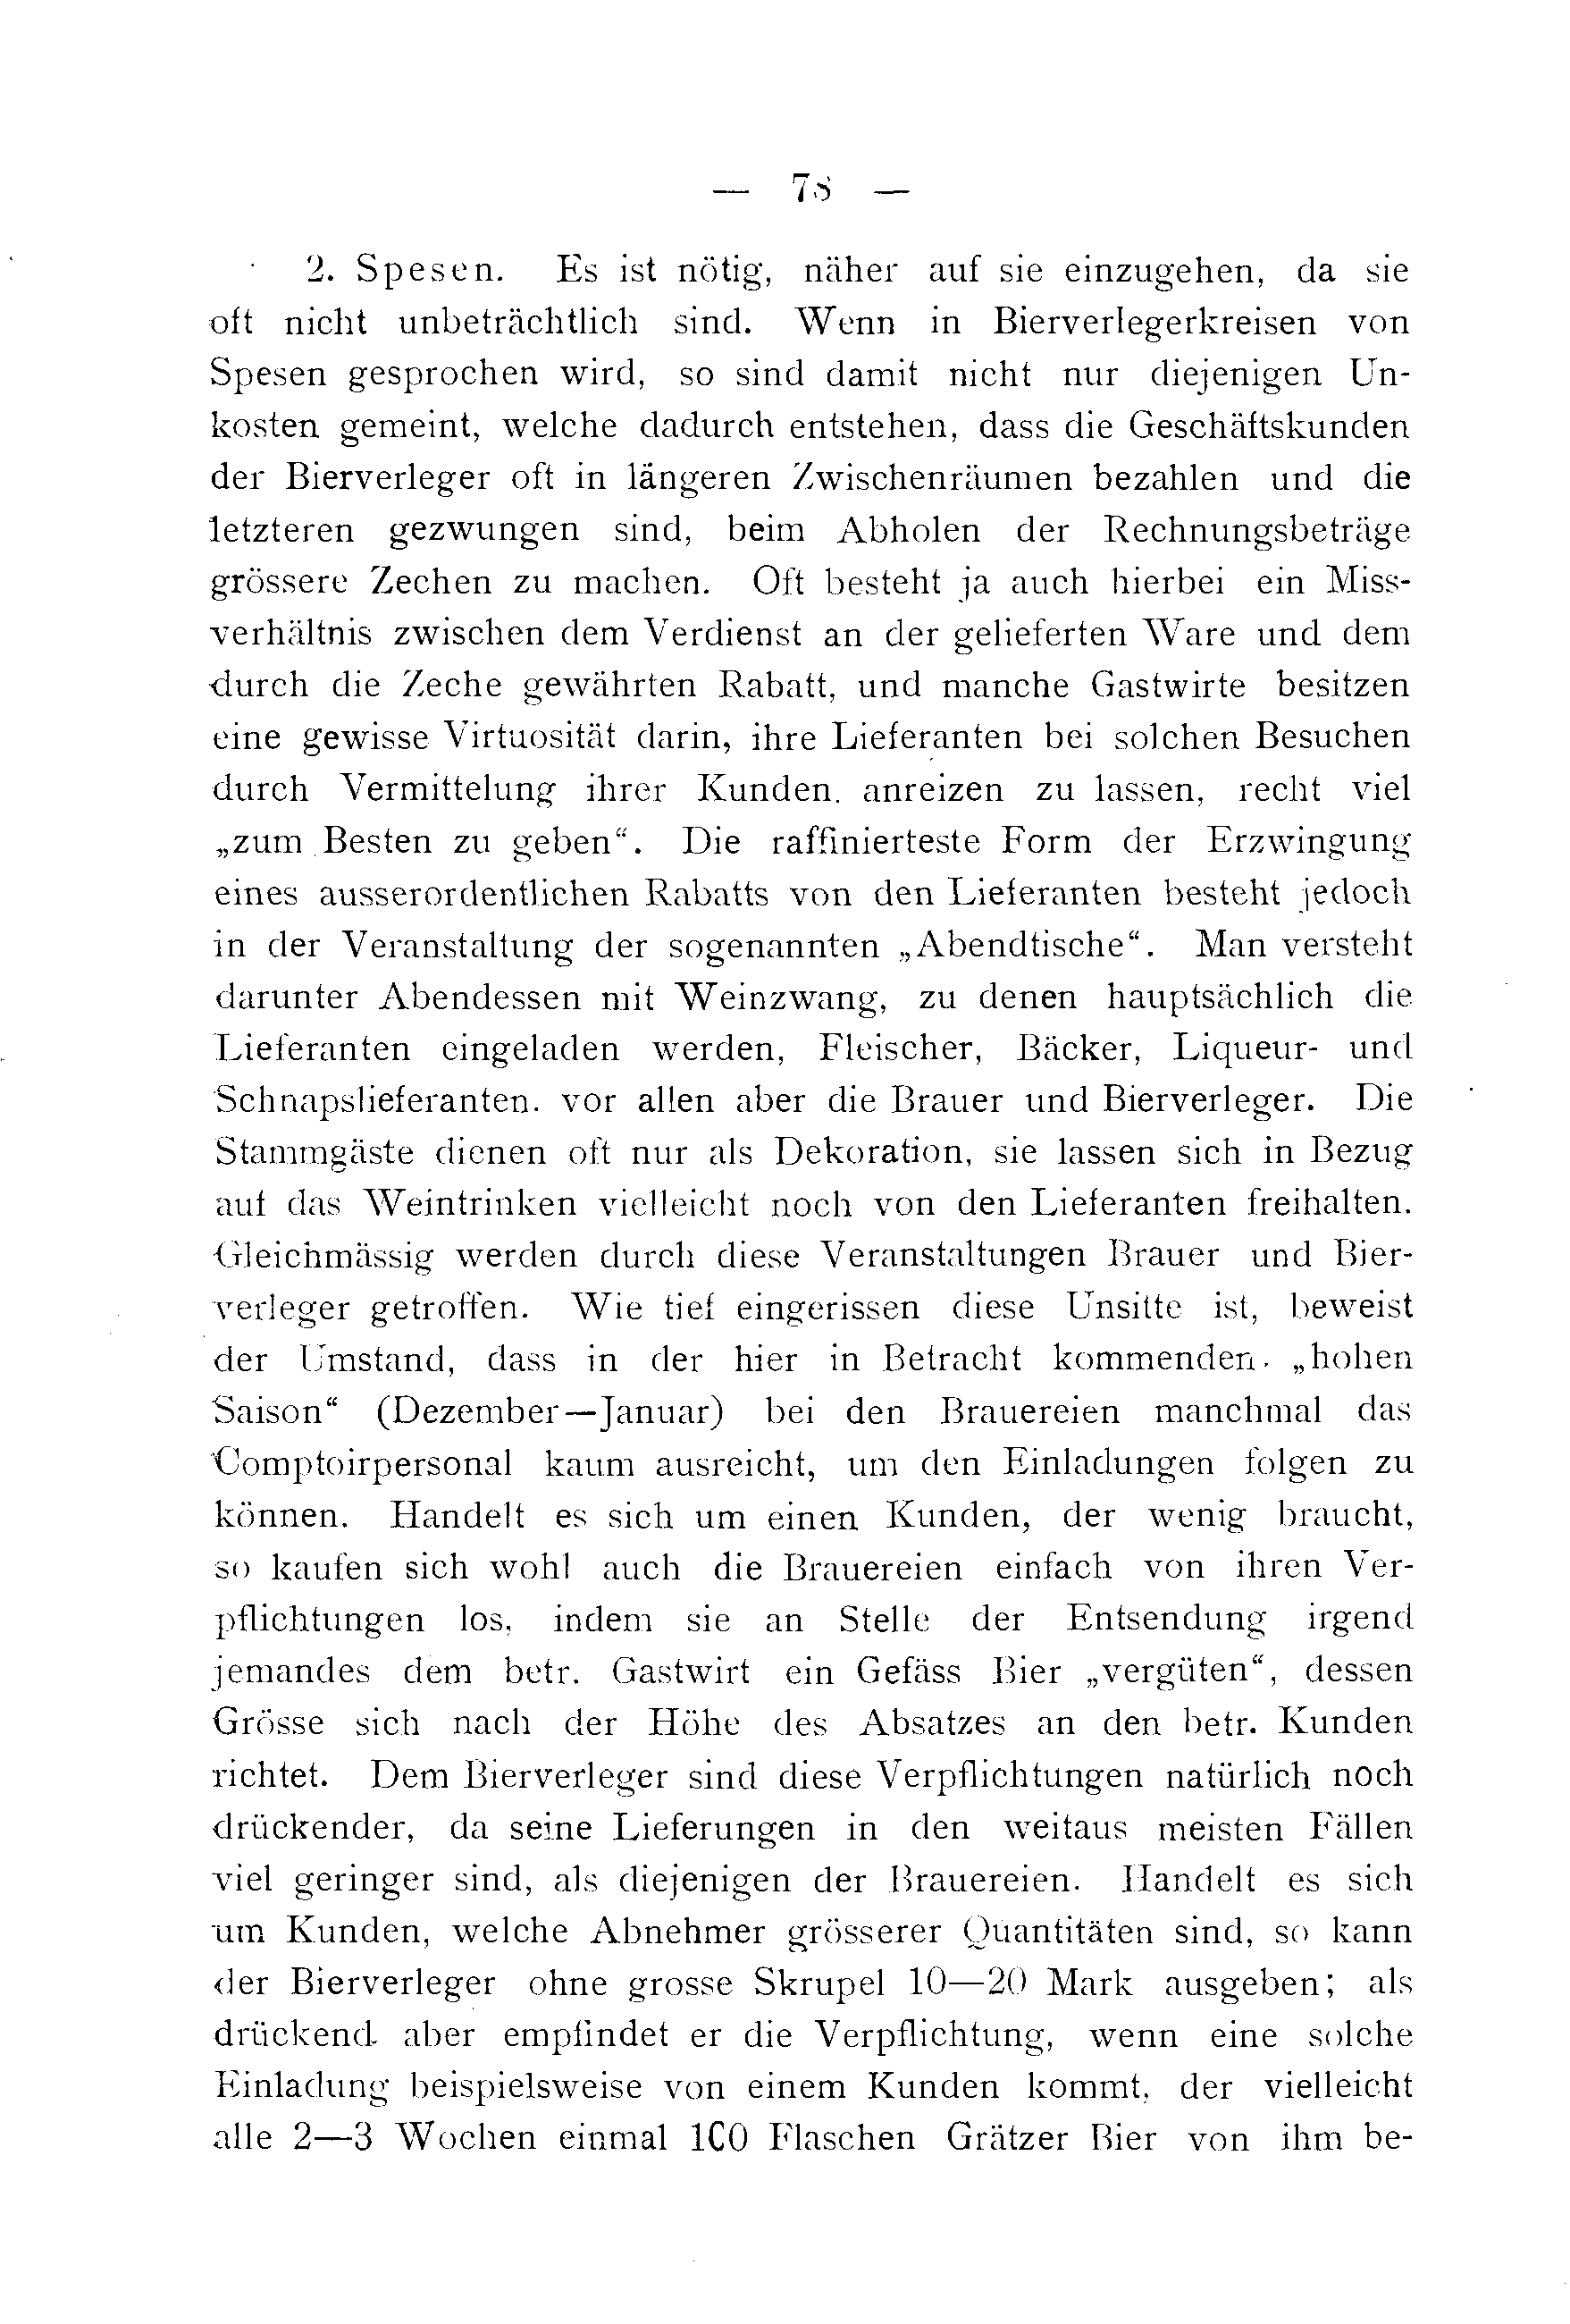 — 78 —
2. Spesen. Es ist nötig, näher auf sie einzugehen, da sie
oft nicht unbeträchtlich sind. Wenn in Bierverlegerkreisen von
Spesen gesprochen wird, so sind damit nicht nur diejenigen Un-
kosten gemeint, welche dadurch entstehen, dass die Geschäftskunden
der Bierverleger oft in längeren Zwischenräumen bezahlen und die
letzteren gezwungen sind, beim Abholen der Rechnungsbeträge
grössere Zechen zu machen. Oft besteht ja auch hierbei ein Miss-
verhältnis zwischen dem Verdienst an der gelieferten Ware und dem
durch die Zeche gewährten Rabatt, und manche Gastwirte besitzen
eine gewisse Virtuosität darin, ihre Lieferanten bei solchen Besuchen
durch Vermittelung ihrer Kunden. anreizen zu lassen, recht viel
„zum Besten zu geben“. Die raffinierteste Form der Erzwingung
eines ausserordentlichen Rabatts von den Lieferanten besteht jedoch
in der Veranstaltung der sogenannten „Abendtische“. Man versteht
darunter Abendessen mit Weinzwang, zu denen hauptsächlich die
Lieferanten eingeladen werden, Fleischer, Bäcker, Liqueur- und
Schnapslieferanten. vor allen aber die Brauer und Bierverleger. Die
Stammgäste dienen oft nur als Dekoration, sie lassen sich in Bezug
auf das Weintrinken vielleicht noch von den Lieferanten freihalten.
Gleichmässig werden durch diese Veranstaltungen Brauer und Bier-
verleger getroffen. Wie tief eingerissen diese Unsitte ist, beweist
der Umstand, dass in der hier in Betracht kommenden „hohen
Saison“ (Dezember—Januar) bei den Brauereien manchmal das
Comptoirpersonal kaum ausreicht, um den Einladungen folgen zu
können. Handelt es sich um einen Kunden, der wenig braucht,
so kaufen sich wohl auch die Brauereien einfach von ihren Ver-
pflichtungen los, indem sie an Stelle der Entsendung irgend
jemandes dem betr. Gastwirt ein Gefäss Bier „vergüten“, dessen
Grösse sich nach der Höhe des Absatzes an den betr. Kunden
richtet. Dem Bierverleger sind diese Verpflichtungen natürlich noch
drückender, da seine Lieferungen in den weitaus meisten Fällen
viel geringer sind, als diejenigen der Brauereien. Handelt es sich
um Kunden, welche Abnehmer grösserer Quantitäten sind, so kann
der Bierverleger ohne grosse Skrupel 10—20 Mark ausgeben; als
drückend aber empfindet er die Verpflichtung, wenn eine solche
Einladung beispielsweise von einem Kunden kommt, der vielleicht
alle 2—3 Wochen einmal 100 Flaschen Grätzer Bier von ihm be-